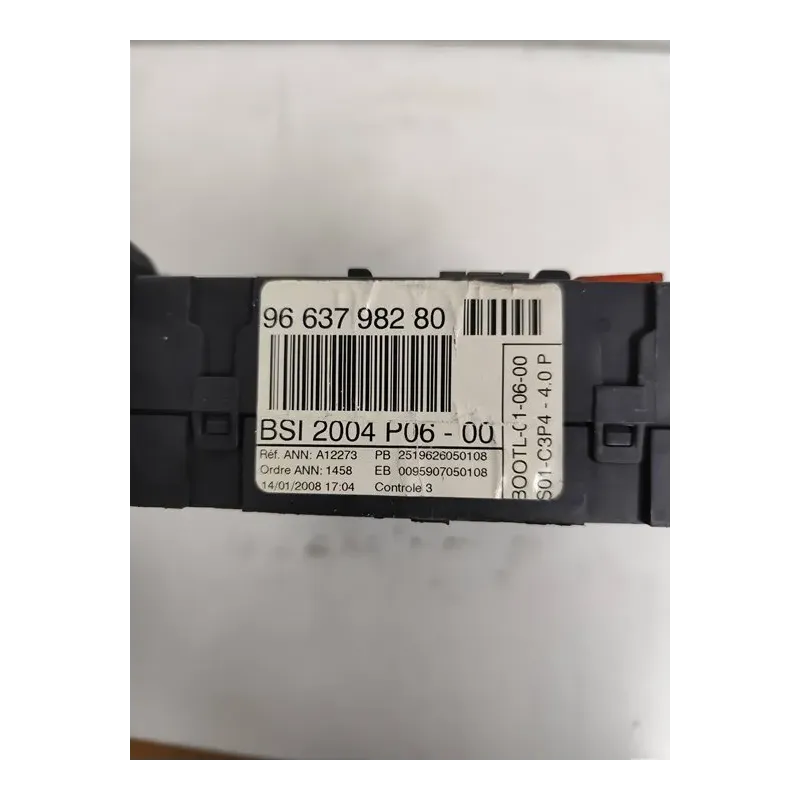 96 637 982 80
BSI 2004 P06 - 00
Réf. ANN: A12273 PB 2519626050108
Ordre ANN: 1458 EB 0095907050108
14/01/2008 17:04 Controle 3
BOOTL-01-06-00
S01-C3P4 - 4.0 P